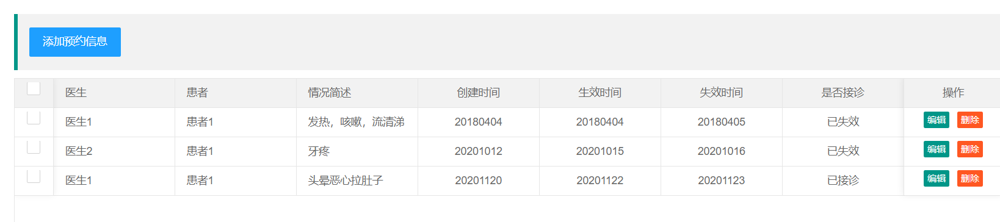 添加预约信息
医生 患者 情况简述 创建时间 生效时间 失效时间 是否接诊 操作
医生1 患者1 发热，咳嗽，流清涕 20180404 20180404 20180405 已失效 编辑 删除
医生2 患者1 牙疼 20201012 20201015 20201016 已失效 编辑 删除
医生1 患者1 头晕恶心拉肚子 20201120 20201122 20201123 已接诊 编辑 删除